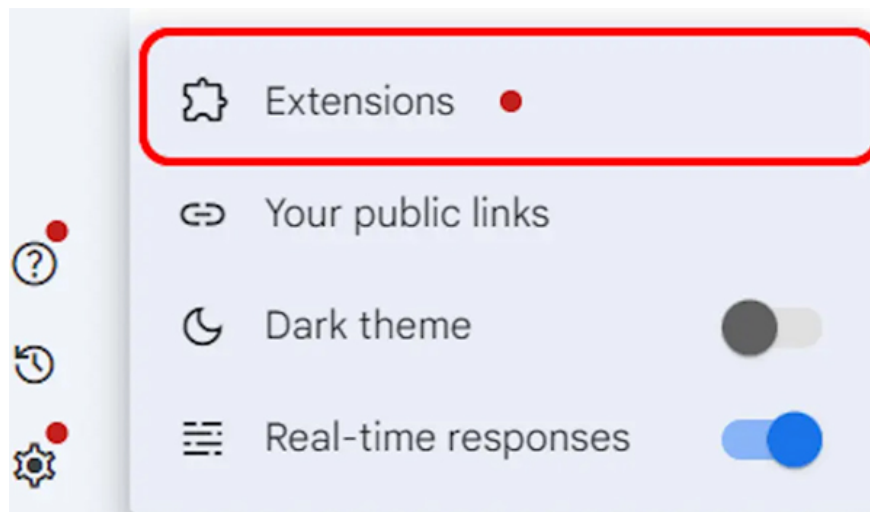 Extensions
Your public links
Dark theme
Real-time responses